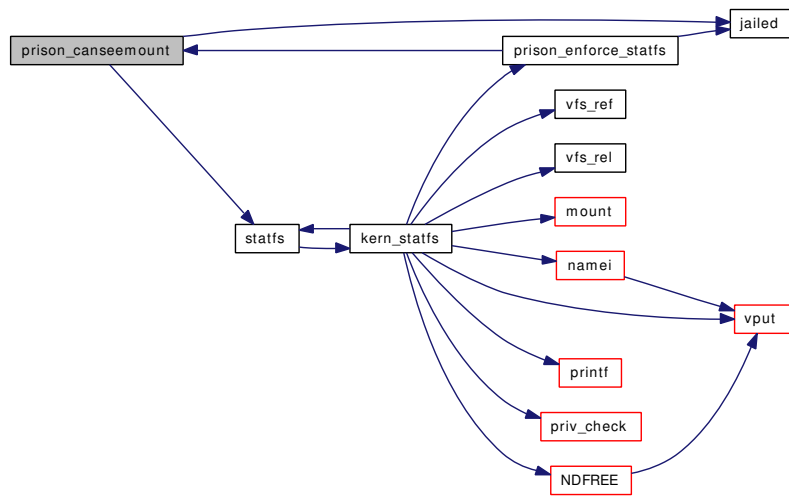 jailed
prison_canseemount
prison_enforce_statfs
vfs_ref
vfs_rel
mount
statfs
kern_statfs
namei
vput
printf
priv_check
NDFREE